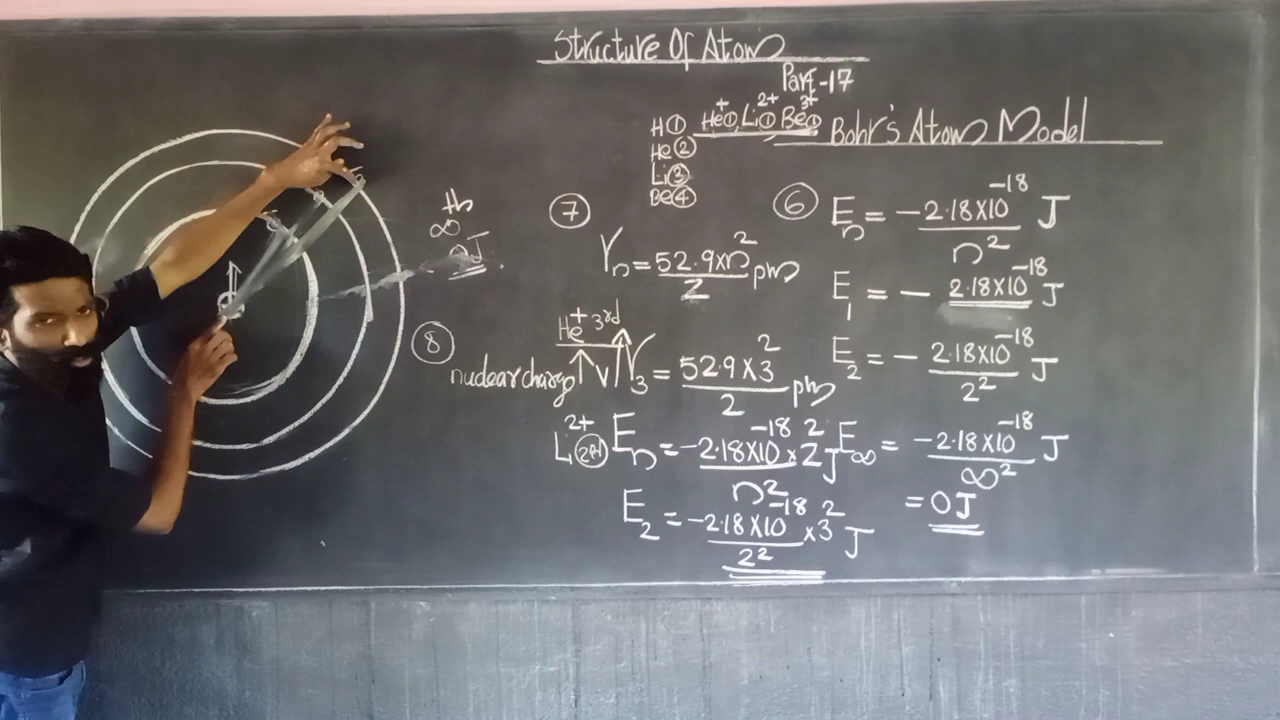 Structure Of Atom
Part-17
H① He⁺①, Li²⁺① Be³⁺① Bohr's Atom Model
He②
Li③
Be④
th
∞
0J
⑦
rₙ = 52.9×n² / Z pm
⑥ Eₙ = −2.18×10⁻¹⁸ / n² J
E₁ = − 2.18×10⁻¹⁸ J
E₂ = − 2.18×10⁻¹⁸ / 2² J
E∞ = −2.18×10⁻¹⁸ / ∞² J
= 0J
⑧ He⁺ 3rd
nuclear charge↑ V↑ r₃ = 52.9×3² / 2 pm
Li²⁺ Eₙ = −2.18×10⁻¹⁸ × Z² / n² J
E₂ = −2.18×10⁻¹⁸ × 3² / 2² J